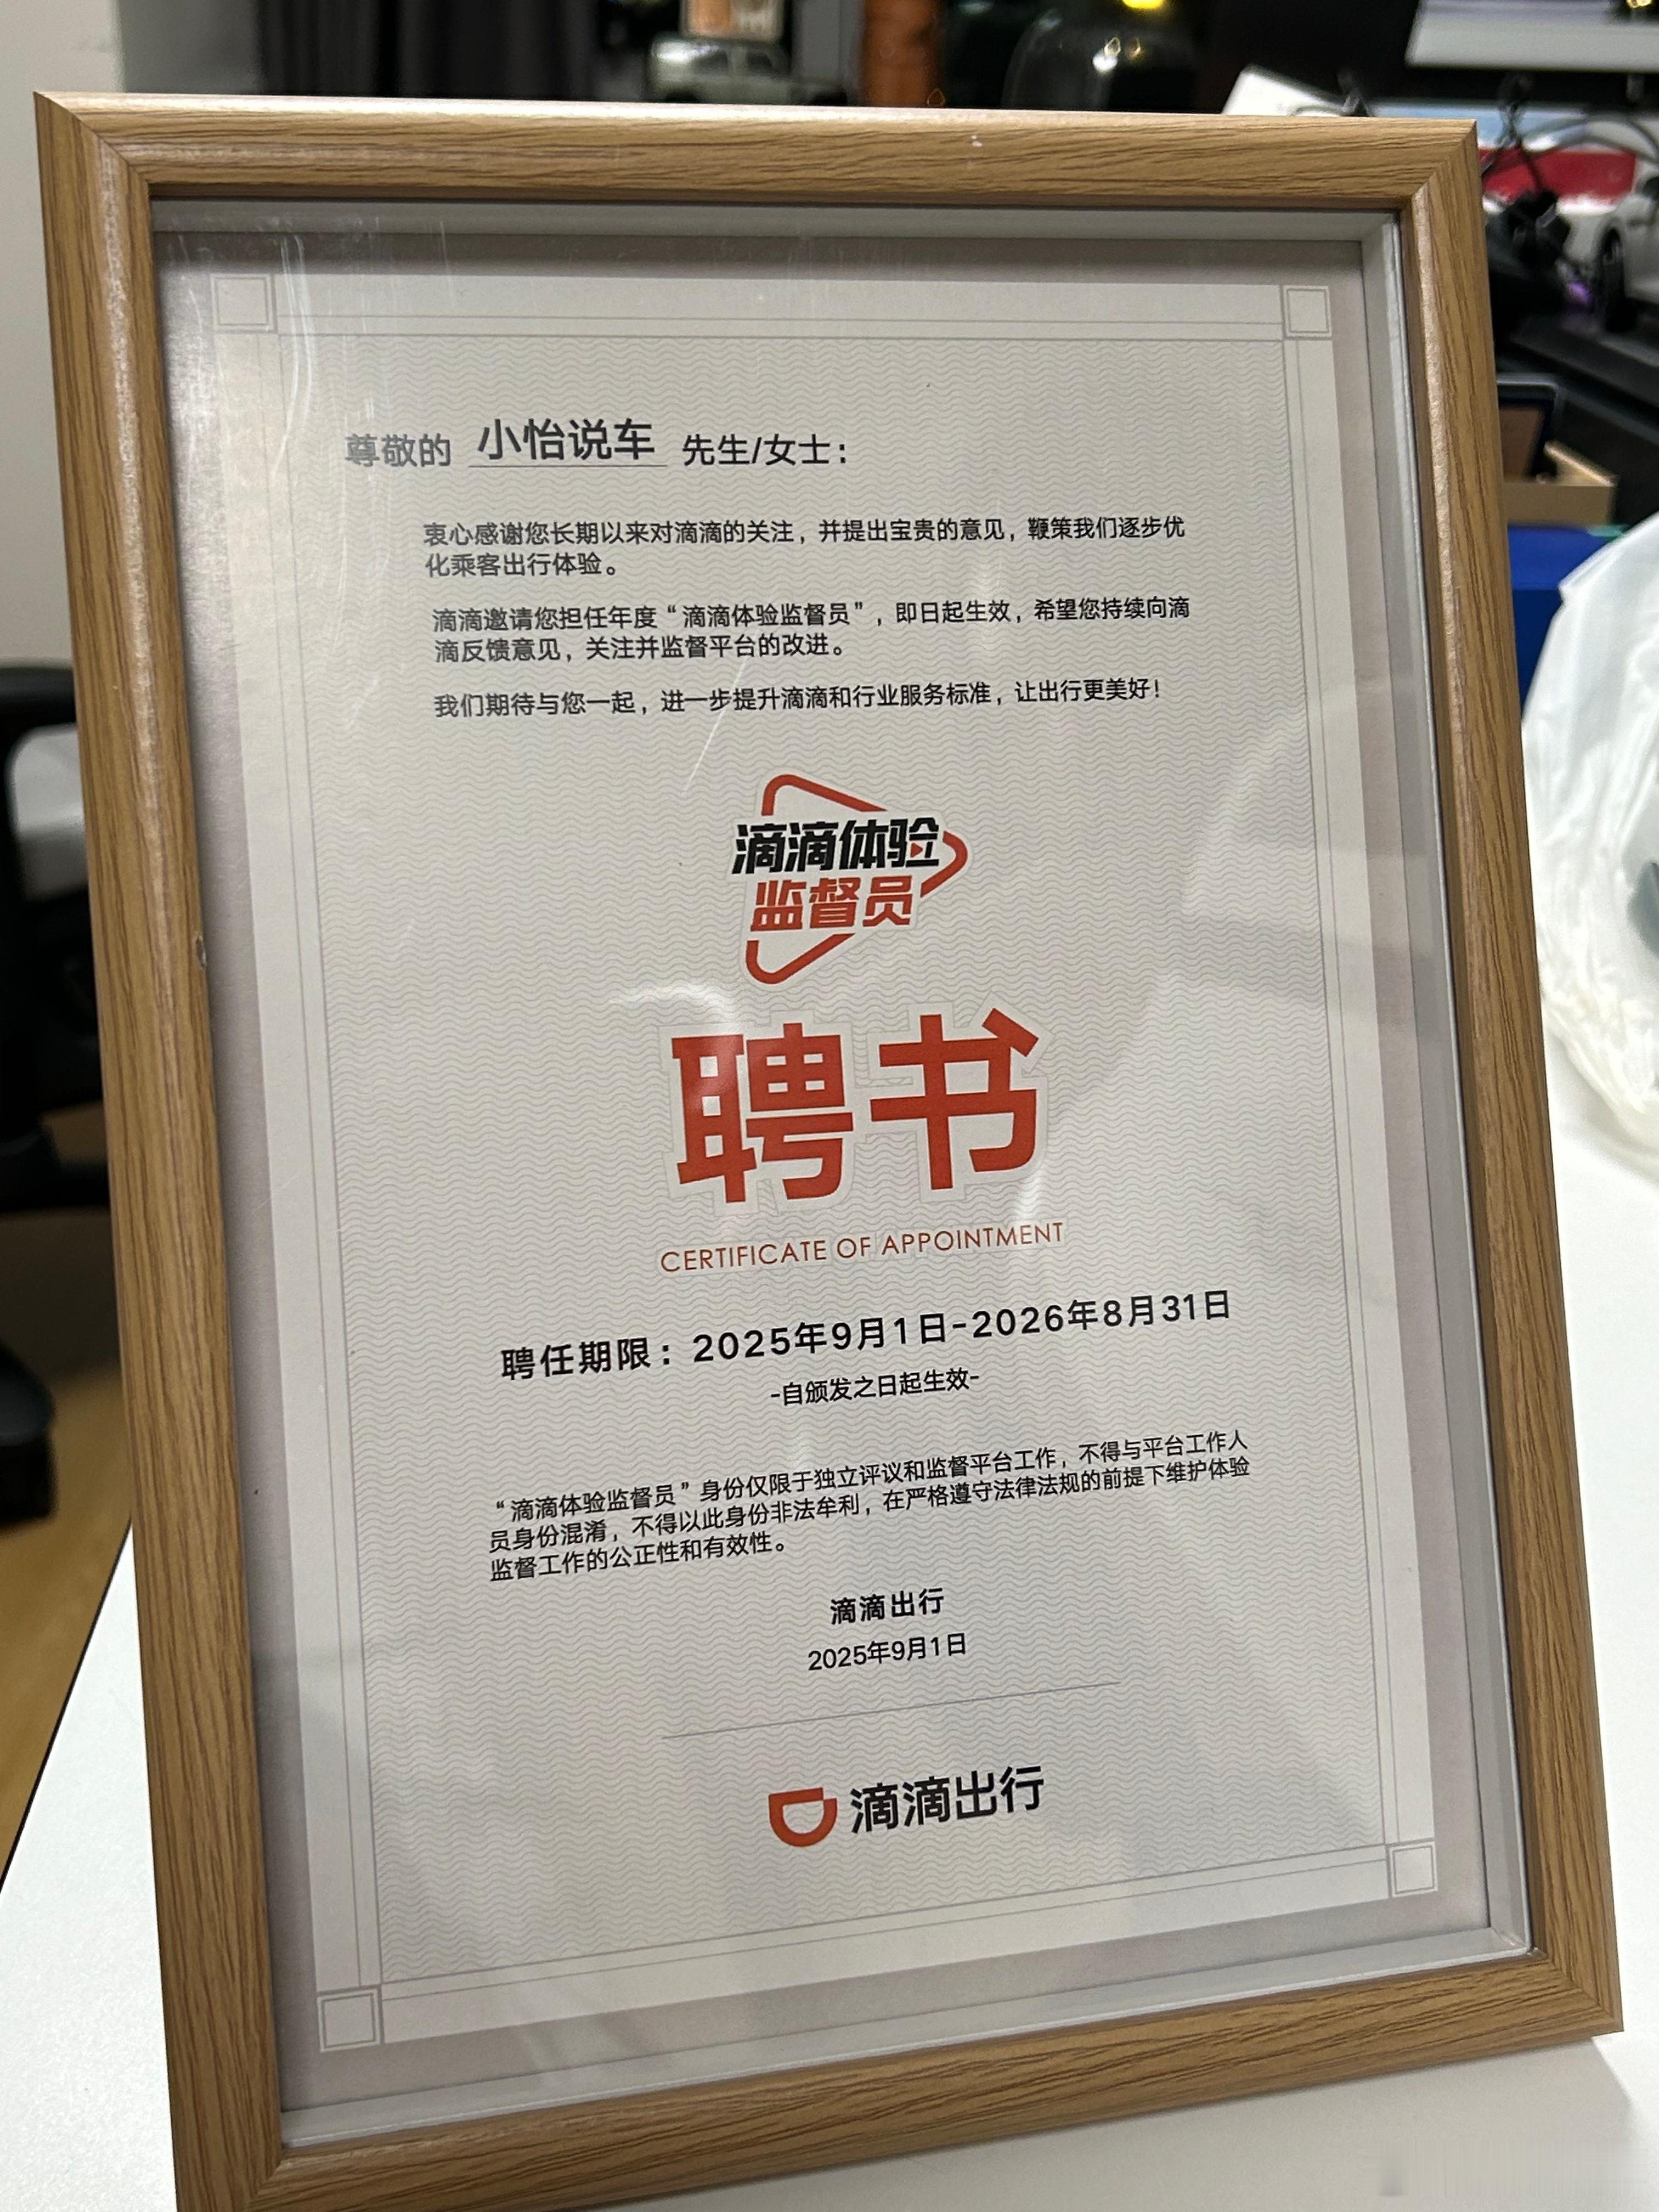 尊敬的 小怡说车 先生/女士：
衷心感谢您长期以来对滴滴的关注，并提出宝贵的意见，鞭策我们逐步优
化乘客出行体验。
滴滴邀请您担任年度“滴滴体验监督员”，即日起生效，希望您持续向滴
滴反馈意见，关注并监督平台的改进。
我们期待与您一起，进一步提升滴滴和行业服务标准，让出行更美好！
滴滴体验
监督员
聘书
CERTIFICATE OF APPOINTMENT
聘任期限：2025年9月1日-2026年8月31日
-自颁发之日起生效-
“滴滴体验监督员”身份仅限于独立评议和监督平台工作，不得与平台工作人
员身份混淆，不得以此身份非法牟利，在严格遵守法律法规的前提下维护体验
监督工作的公正性和有效性。
滴滴出行
2025年9月1日
滴滴出行